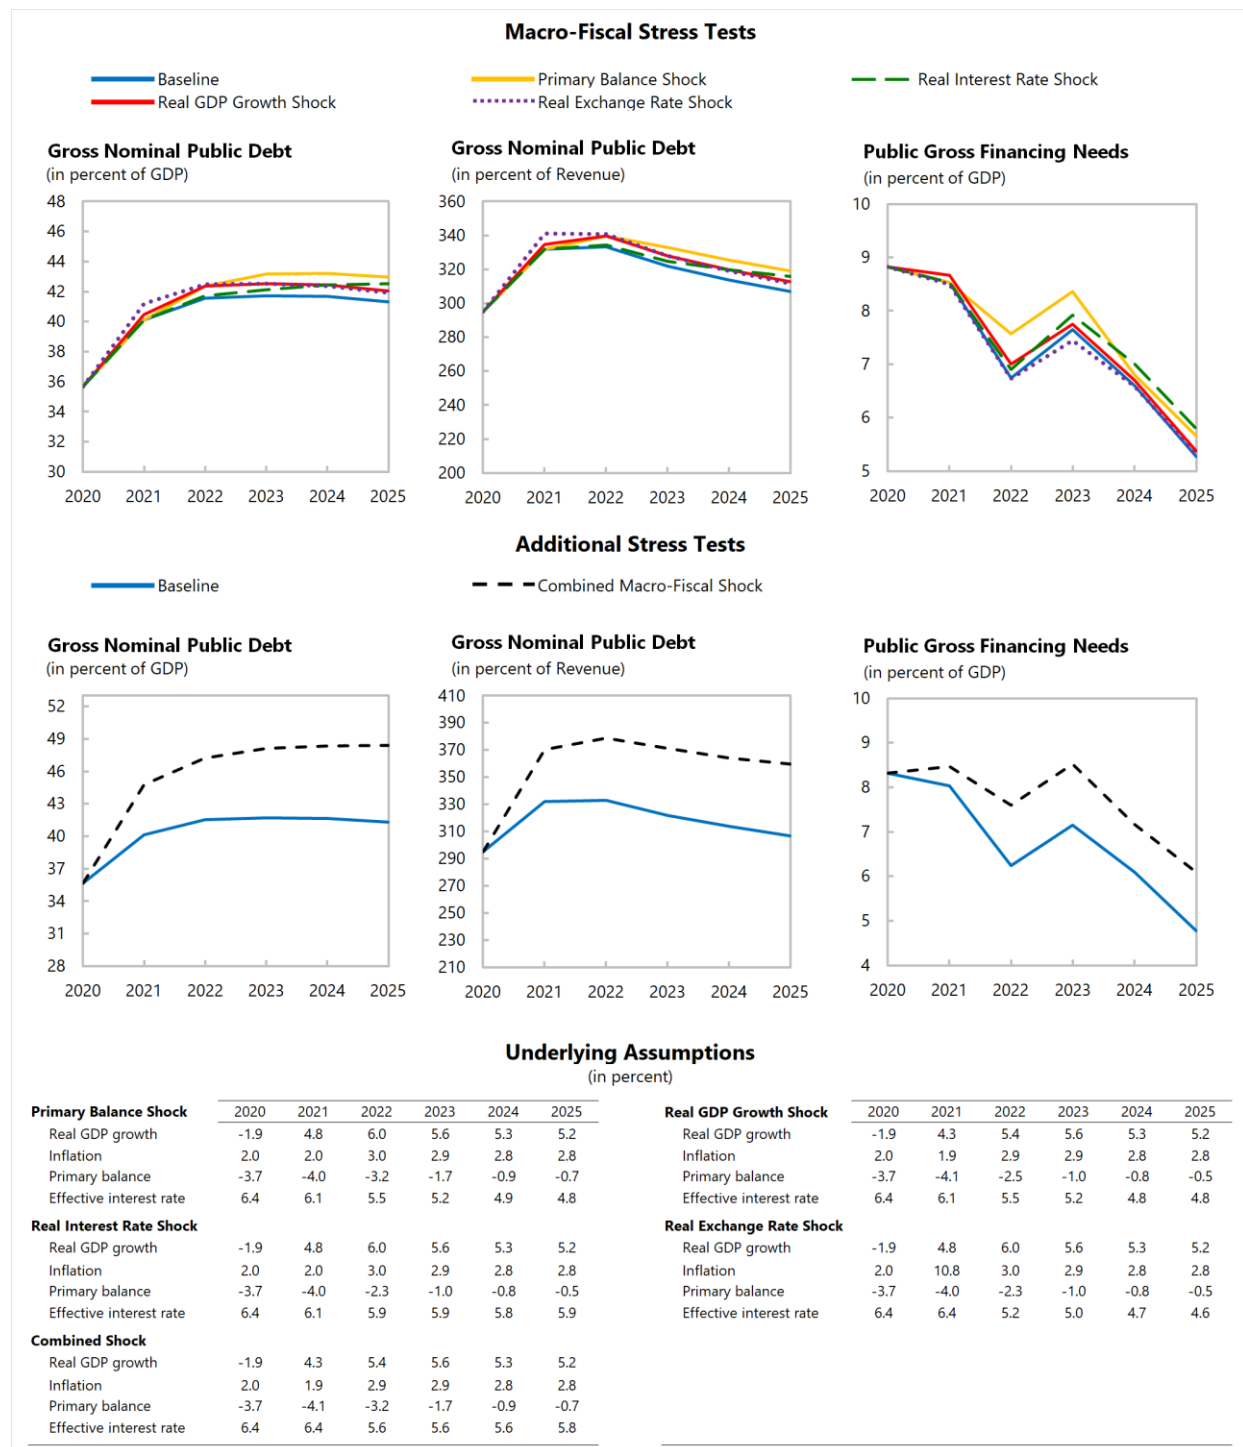 Macro-Fiscal Stress Tests
Baseline
Primary Balance Shock
Real Interest Rate Shock
Real GDP Growth Shock
Real Exchange Rate Shock
Gross Nominal Public Debt
(in percent of GDP)
48
46
44
42
40
38
36
34
32
30
2020 2021 2022 2023 2024 2025
Gross Nominal Public Debt
(in percent of Revenue)
360
340
320
300
280
260
240
220
200
2020 2021 2022 2023 2024 2025
Public Gross Financing Needs
(in percent of GDP)
10
9
8
7
6
5
2020 2021 2022 2023 2024 2025
Additional Stress Tests
Baseline
Combined Macro-Fiscal Shock
Gross Nominal Public Debt
(in percent of GDP)
52
49
46
43
40
37
34
31
28
2020 2021 2022 2023 2024 2025
Gross Nominal Public Debt
(in percent of Revenue)
410
390
370
350
330
310
290
270
250
230
210
2020 2021 2022 2023 2024 2025
Public Gross Financing Needs
(in percent of GDP)
10
9
8
7
6
5
4
2020 2021 2022 2023 2024 2025
Underlying Assumptions
(in percent)
Primary Balance Shock 2020 2021 2022 2023 2024 2025
Real GDP growth -1.9 4.8 6.0 5.6 5.3 5.2
Inflation 2.0 2.0 3.0 2.9 2.8 2.8
Primary balance -3.7 -4.0 -3.2 -1.7 -0.9 -0.7
Effective interest rate 6.4 6.1 5.5 5.2 4.9 4.8
Real Interest Rate Shock
Real GDP growth -1.9 4.8 6.0 5.6 5.3 5.2
Inflation 2.0 2.0 3.0 2.9 2.8 2.8
Primary balance -3.7 -4.0 -2.3 -1.0 -0.8 -0.5
Effective interest rate 6.4 6.1 5.9 5.9 5.8 5.9
Combined Shock
Real GDP growth -1.9 4.3 5.4 5.6 5.3 5.2
Inflation 2.0 1.9 2.9 2.9 2.8 2.8
Primary balance -3.7 -4.1 -3.2 -1.7 -0.9 -0.7
Effective interest rate 6.4 6.4 5.6 5.6 5.6 5.8
Real GDP Growth Shock 2020 2021 2022 2023 2024 2025
Real GDP growth -1.9 4.3 5.4 5.6 5.3 5.2
Inflation 2.0 1.9 2.9 2.9 2.8 2.8
Primary balance -3.7 -4.1 -2.5 -1.0 -0.8 -0.5
Effective interest rate 6.4 6.1 5.5 5.2 4.8 4.8
Real Exchange Rate Shock
Real GDP growth -1.9 4.8 6.0 5.6 5.3 5.2
Inflation 2.0 10.8 3.0 2.9 2.8 2.8
Primary balance -3.7 -4.0 -2.3 -1.0 -0.8 -0.5
Effective interest rate 6.4 6.4 5.2 5.0 4.7 4.6